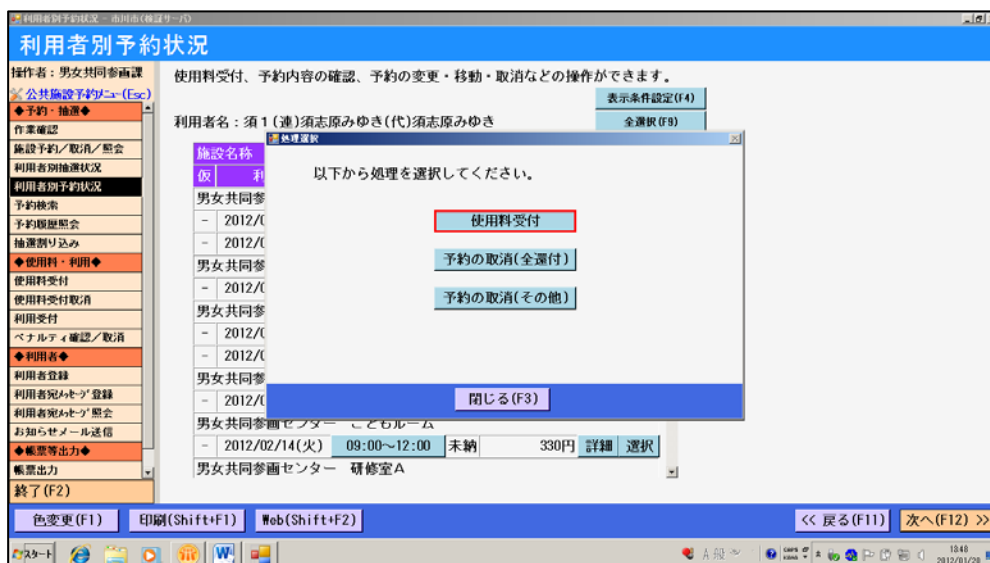 利用者別予約状況 - 市川市(検証サーバ)
利用者別予約状況
操作者：男女共同参画課
公共施設予約メニュー(Esc)
◆予約・抽選◆
作業確認
施設予約/取消/照会
利用者別抽選状況
利用者別予約状況
予約検索
予約履歴照会
抽選割り込み
◆使用料・利用◆
使用料受付
使用料受付取消
利用受付
ペナルティ確認/取消
◆利用者◆
利用者登録
利用者宛メッセージ登録
利用者宛メッセージ照会
お知らせメール送信
◆帳票等出力◆
帳票出力
終了(F2)
使用料受付、予約内容の確認、予約の変更・移動・取消などの操作ができます。
表示条件設定(F4)
利用者名：須１(連)須志原みゆき(代)須志原みゆき
全選択(F9)
施設名称
仮 利
男女共同参
- 2012/0
- 2012/0
男女共同参
- 2012/0
男女共同参
- 2012/0
- 2012/0
男女共同参
- 2012/0
男女共同参画センター こどもルーム
- 2012/02/14(火) 09:00～12:00 未納 330円 詳細 選択
男女共同参画センター 研修室A
処理選択
以下から処理を選択してください。
使用料受付
予約の取消(全還付)
予約の取消(その他)
閉じる(F3)
色変更(F1) 印刷(Shift+F1) Web(Shift+F2) << 戻る(F11) 次へ(F12) >>
スタート A 般 CAPS KANA 18:48
2012/01/20